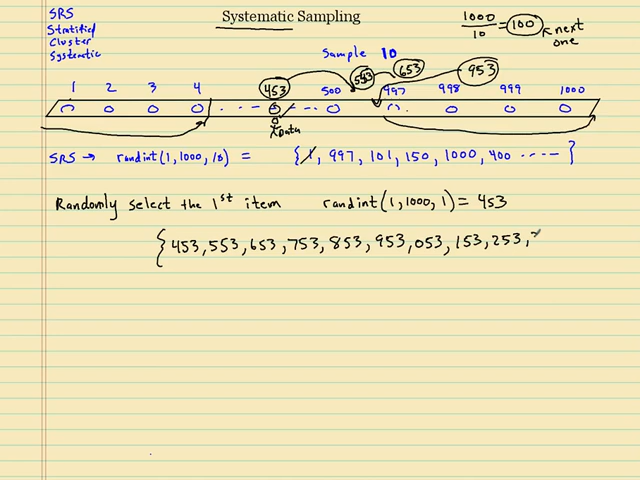 Systematic Sampling
SRS
Stratified
Cluster
Systematic
1000
10
= 100
next
one
Sample 10
453 553 653 953
1 2 3 4 500 997 998 999 1000
x Data
SRS → randint(1,1000,10) = {1, 997, 101, 150, 1000, 400 ---- }
Randomly select the 1st item randint(1,1000,1) = 453
{453,553,653,753,853,953,053,153,253,